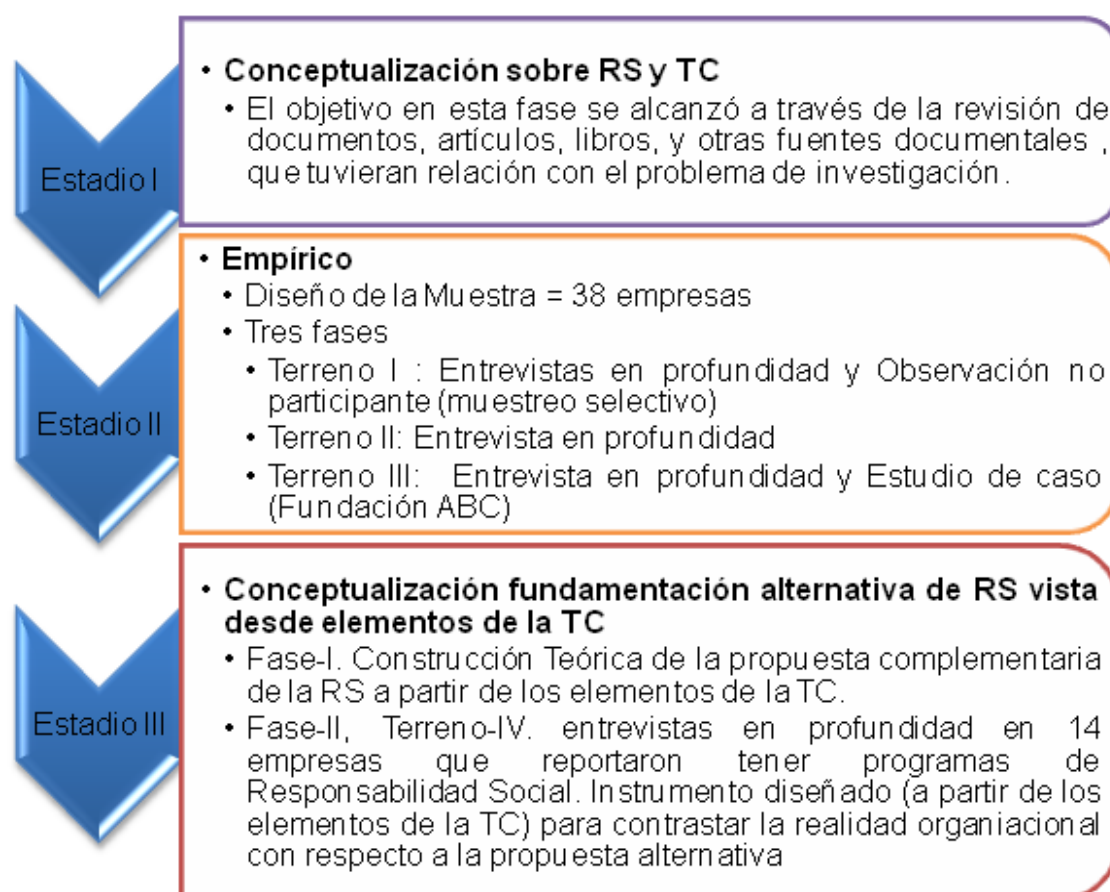 Estadio I
• Conceptualización sobre RS y TC
• El objetivo en esta fase se alcanzó a través de la revisión de
documentos, artículos, libros, y otras fuentes documentales ,
que tuvieran relación con el problema de investigación.
Estadio II
• Empírico
• Diseño de la Muestra = 38 empresas
• Tres fases
• Terreno I : Entrevistas en profundidad y Observación no
participante (muestreo selectivo)
• Terreno II: Entrevista en profundidad
• Terreno III: Entrevista en profundidad y Estudio de caso
(Fundación ABC)
Estadio III
• Conceptualización fundamentación alternativa de RS vista
desde elementos de la TC
• Fase-I. Construcción Teórica de la propuesta complementaria
de la RS a partir de los elementos de la TC.
• Fase-II, Terreno-IV. entrevistas en profundidad en 14
empresas que reportaron tener programas de
Responsabilidad Social. Instrumento diseñado (a partir de los
elementos de la TC) para contrastar la realidad organiacional
con respecto a la propuesta alternativa